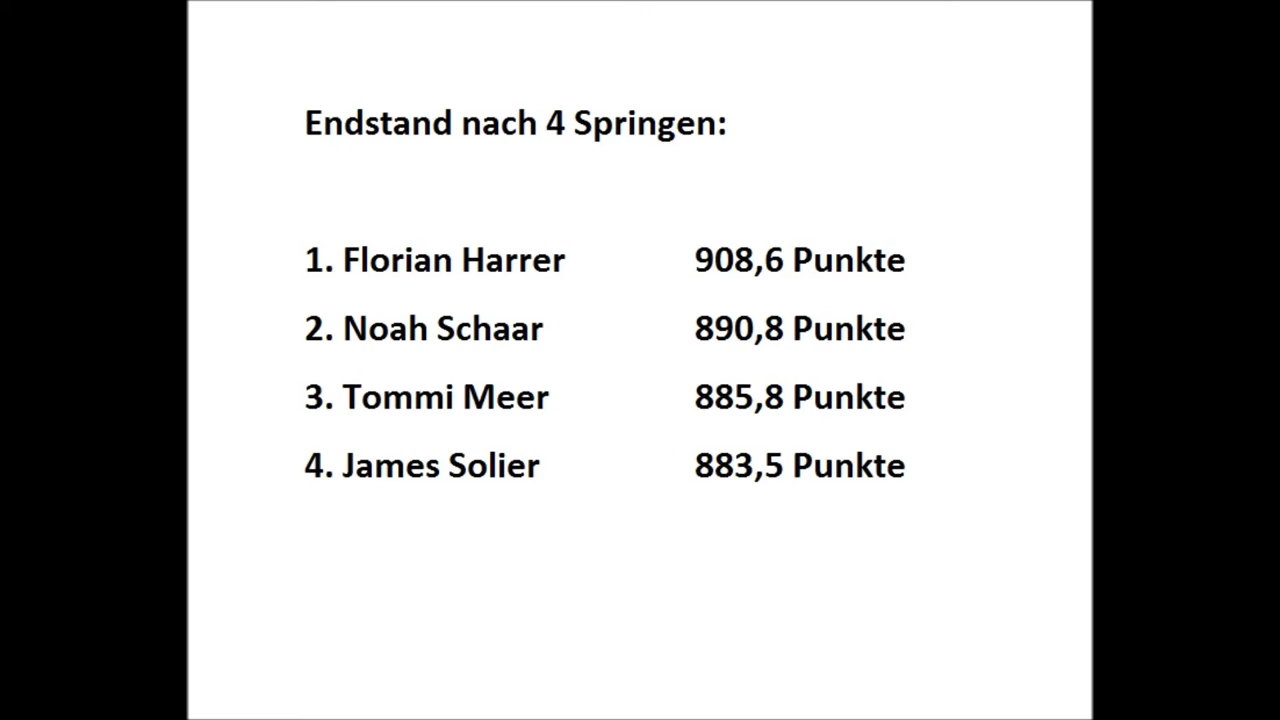 Endstand nach 4 Springen:
1. Florian Harrer 908,6 Punkte
2. Noah Schaar 890,8 Punkte
3. Tommi Meer 885,8 Punkte
4. James Solier 883,5 Punkte